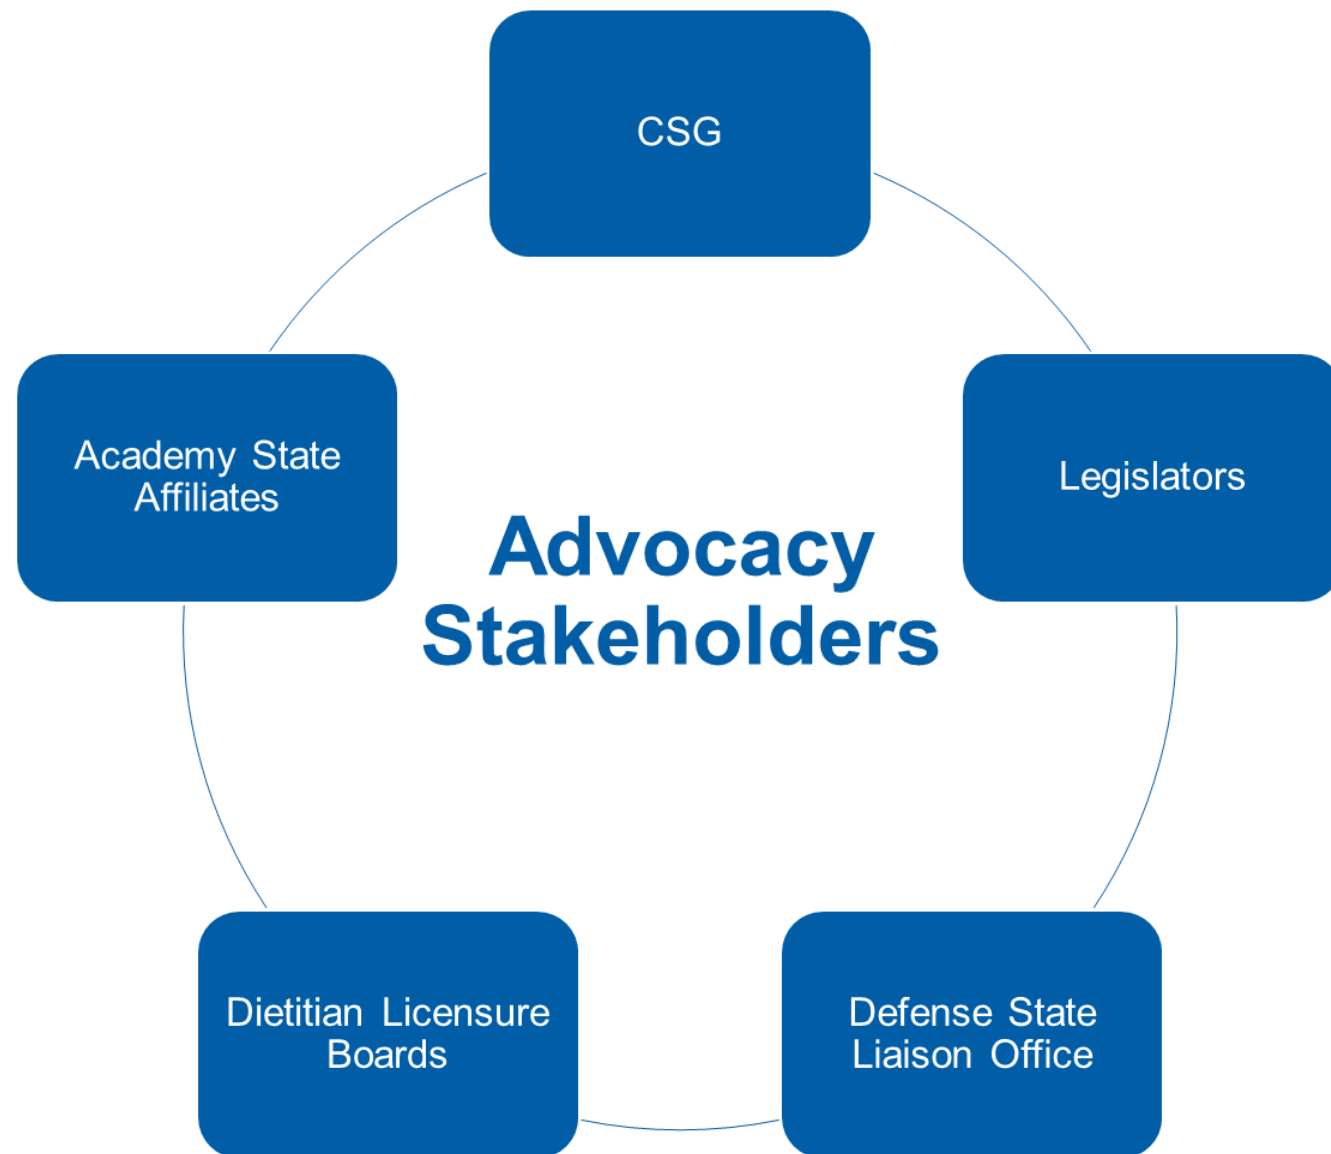 CSG
Academy State
Affiliates
Legislators
Advocacy
Stakeholders
Dietitian Licensure
Boards
Defense State
Liaison Office